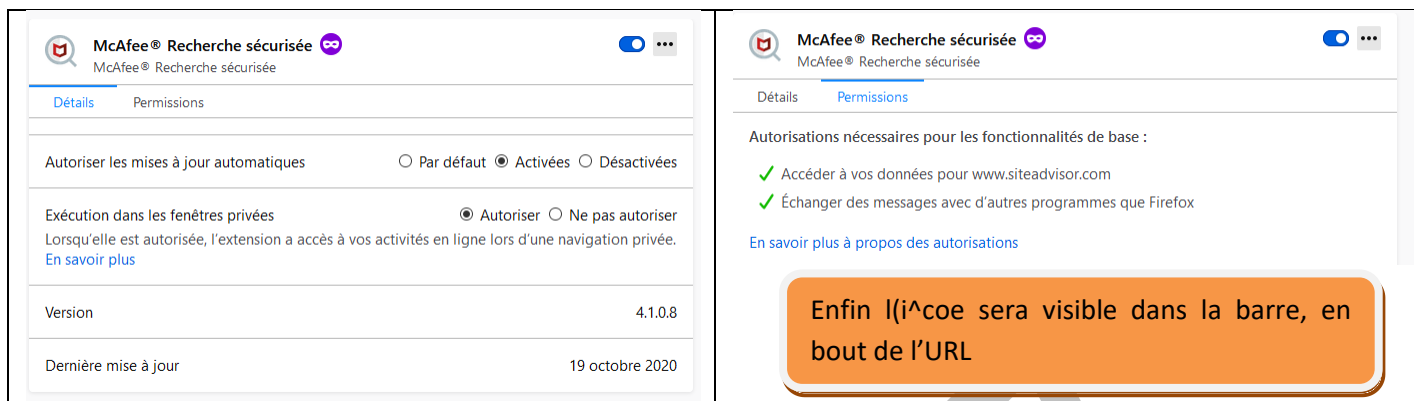 McAfee® Recherche sécurisée
McAfee® Recherche sécurisée
Détails Permissions
Autoriser les mises à jour automatiques Par défaut Activées Désactivées
Exécution dans les fenêtres privées Autoriser Ne pas autoriser
Lorsqu'elle est autorisée, l'extension a accès à vos activités en ligne lors d'une navigation privée.
En savoir plus
Version 4.1.0.8
Dernière mise à jour 19 octobre 2020
McAfee® Recherche sécurisée
McAfee® Recherche sécurisée
Détails Permissions
Autorisations nécessaires pour les fonctionnalités de base :
Accéder à vos données pour www.siteadvisor.com
Échanger des messages avec d'autres programmes que Firefox
En savoir plus à propos des autorisations
Enfin l(i^coe sera visible dans la barre, en
bout de l'URL